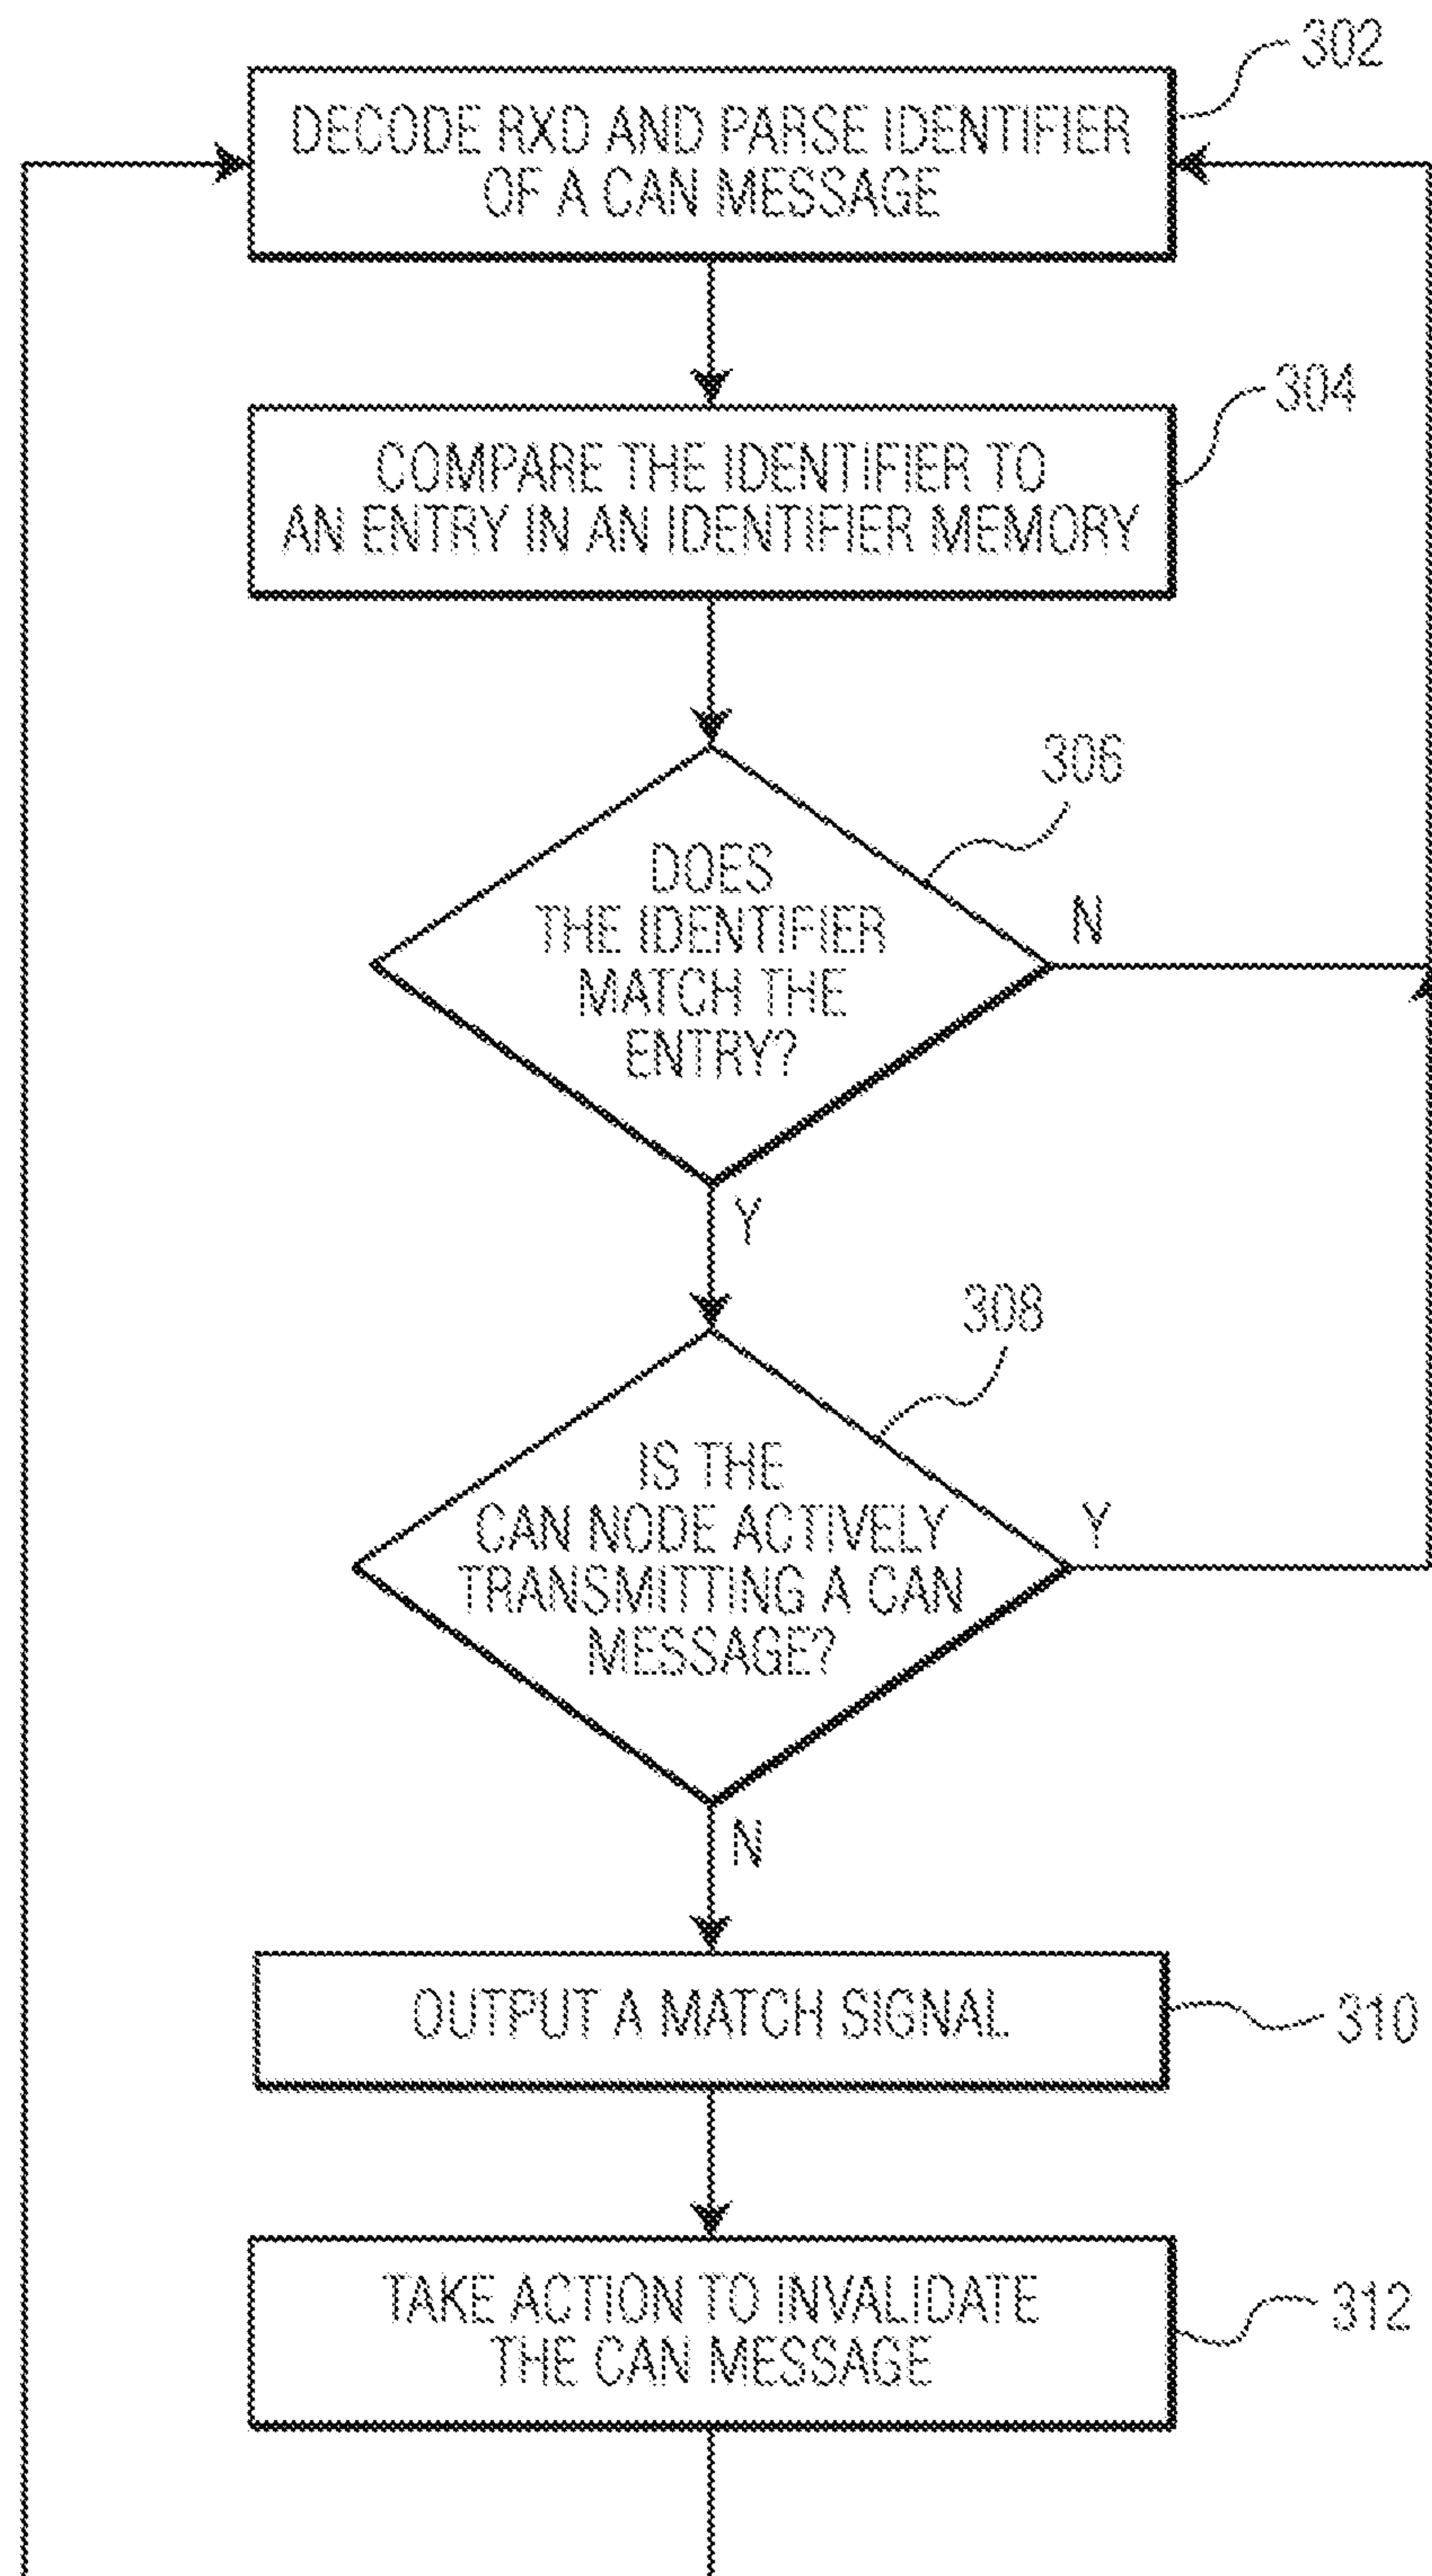 302
DECODE RXD AND PARSE IDENTIFIER
OF A CAN MESSAGE
304
COMPARE THE IDENTIFIER TO
AN ENTRY IN AN IDENTIFIER MEMORY
306
DOES
THE IDENTIFIER
MATCH THE
ENTRY?
N
Y
308
IS THE
CAN NODE ACTIVELY
TRANSMITTING A CAN
MESSAGE?
Y
N
OUTPUT A MATCH SIGNAL
310
TAKE ACTION TO INVALIDATE
THE CAN MESSAGE
312